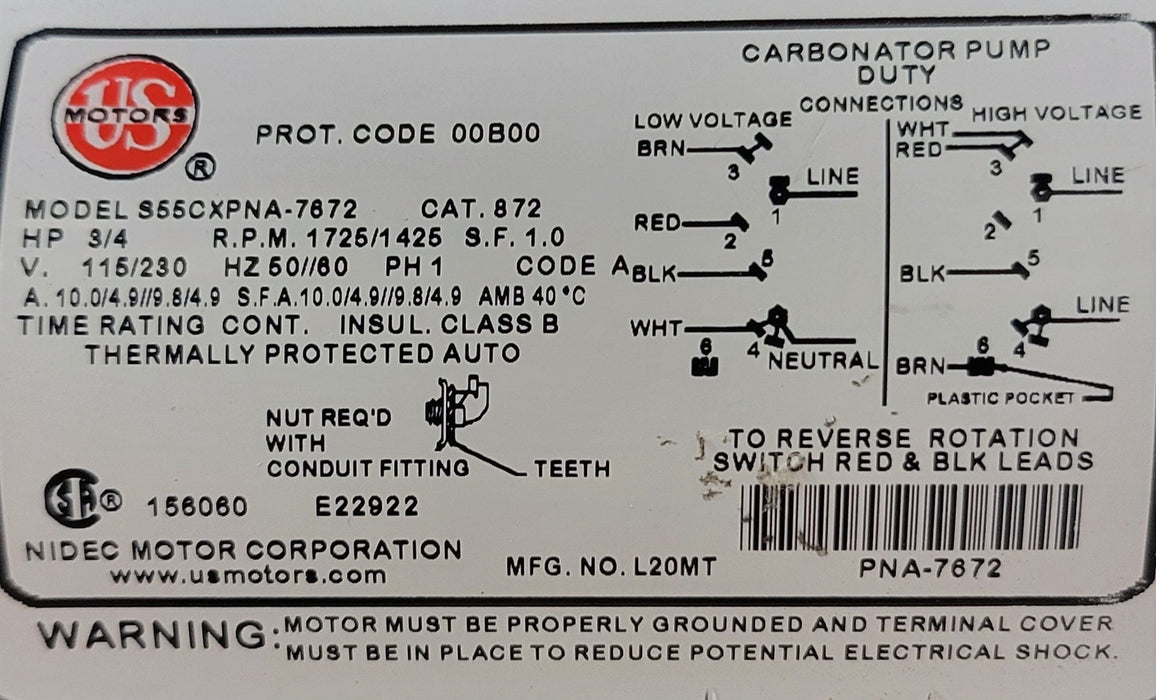 US
MOTORS
®
PROT. CODE 00B00
MODEL S55CXPNA-7672 CAT. 872
HP 3/4 R.P.M. 1725/1425 S.F. 1.0
V. 115/230 HZ 50//60 PH 1 CODE A
A. 10.0/4.9//9.8/4.9 S.F.A.10.0/4.9//9.8/4.9 AMB 40 °C
TIME RATING CONT. INSUL. CLASS B
THERMALLY PROTECTED AUTO
NUT REQ'D
WITH
CONDUIT FITTING
TEETH
SA® 156060 E22922
NIDEC MOTOR CORPORATION
www.usmotors.com
MFG. NO. L20MT
CARBONATOR PUMP
DUTY
CONNECTIONS
LOW VOLTAGE
BRN
3
LINE
1
RED
2
BLK
5
WHT
6
4
NEUTRAL
HIGH VOLTAGE
WHT
RED
3
LINE
1
2
BLK
5
LINE
4
BRN
6
PLASTIC POCKET
TO REVERSE ROTATION
SWITCH RED & BLK LEADS
PNA-7672
WARNING: MOTOR MUST BE PROPERLY GROUNDED AND TERMINAL COVER
MUST BE IN PLACE TO REDUCE POTENTIAL ELECTRICAL SHOCK.